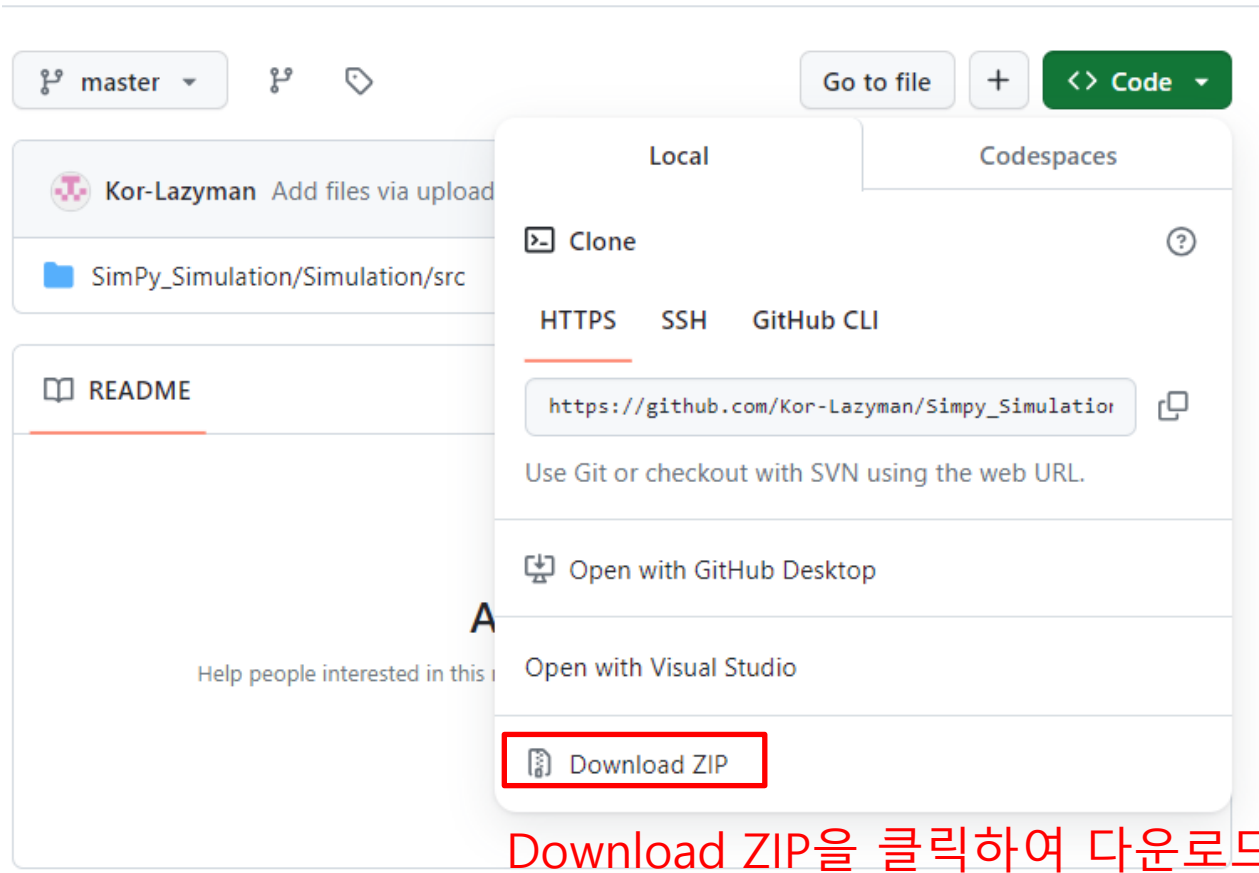 master
Go to file
Code
Local
Codespaces
Kor-Lazyman Add files via upload
Clone
SimPy_Simulation/Simulation/src
HTTPS SSH GitHub CLI
README
https://github.com/Kor-Lazyman/Simpy_Simulation
Use Git or checkout with SVN using the web URL.
Open with GitHub Desktop
A
Help people interested in this
Open with Visual Studio
Download ZIP
Download ZIP을 클릭하여 다운로드